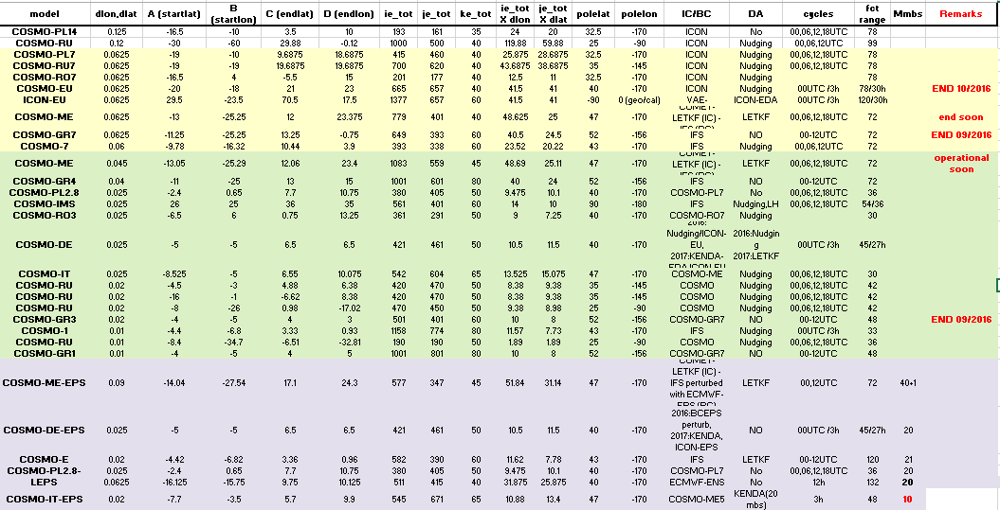 model dlon,dlat A (startlat) B (startlon) C (endlat) D (endlon) ie_tot je_tot ke_tot ie_tot X dlon je_tot X dlat polelat polelon IC/BC DA cycles fct range Mmbs Remarks
COSMO-PL14 0.125 -16.5 -10 3.5 10 193 161 35 24 20 32.5 -170 ICON No 00,06,12,18UTC 78
COSMO-RU 0.12 -30 -60 29.88 -0.12 1000 500 40 119.88 59.88 25 -90 ICON Nudging 00,06,12,18UTC 99
COSMO-PL7 0.0625 -19 -10 9.6875 18.6875 415 460 40 25.875 28.6875 32.5 -170 ICON Nudging 00,06,12,18UTC 78
COSMO-RU7 0.0625 -19 -19 19.6875 19.6875 700 620 40 43.6875 38.6875 35 -145 ICON Nudging 00,06,12,18UTC 78
COSMO-RO7 0.0625 -16.5 4 -5.5 15 201 177 40 12.5 11 32.5 -170 ICON Nudging 78
COSMO-EU 0.0625 -20 -18 21 23 665 657 40 41.5 41 40 -170 ICON Nudging 00UTC /3h 78/30h END 10/2016
ICON-EU 0.0625 29.5 -23.5 70.5 17.5 1377 657 60 41.5 41 -90 0 (geo/cal) VAE- ICON-EDA 00UTC /3h 120/30h
COSMO-ME 0.0625 -13 -25.25 12 23.375 779 401 40 48.625 25 47 -170 COMET- LETKF (IC) - LETKF 00,06,12,18UTC 72 end soon
COSMO-GR7 0.0625 -11.25 -25.25 13.25 -0.75 649 393 60 40.5 24.5 52 -156 IFS NO 00-12UTC 72 END 09/2016
COSMO-7 0.06 -9.78 -16.32 10.44 3.9 393 338 60 23.52 20.22 43 -170 IFS Nudging 00,06,12UTC 72
COSMO-ME 0.045 -13.05 -25.29 12.06 23.4 1083 559 45 48.69 25.11 47 -170 COMET- LETKF (IC) - LETKF 00,06,12,18UTC 72 operational soon
COSMO-GR4 0.04 -11 -25 13 15 1001 601 80 40 24 52 -156 IFS NO 00-12UTC 72
COSMO-PL2.8 0.025 -2.4 0.65 7.7 10.75 380 405 50 9.475 10.1 40 -170 COSMO-PL7 No 00,06,12,18UTC 36
COSMO-IMS 0.025 26 25 36 35 561 401 60 14 10 90 -180 IFS Nudging,LH 00,06,12,18UTC 54/36
COSMO-RO3 0.025 -6.5 6 0.75 13.25 361 291 50 9 7.25 40 -170 COSMO-RO7 Nudging 30
COSMO-DE 0.025 -5 -5 6.5 6.5 421 461 50 10.5 11.5 40 -170 2016: Nudging/ICON-EU, 2017:KENDA- 2016:Nudging 2017:LETKF 00UTC /3h 45/27h
COSMO-IT 0.025 -8.525 -5 6.55 10.075 542 604 65 13.525 15.075 47 -170 COSMO-ME Nudging 00,06,12,18UTC 30
COSMO-RU 0.02 -4.5 -3 4.88 6.38 420 470 50 8.38 9.38 35 -145 COSMO Nudging 00,06,12,18UTC 42
COSMO-RU 0.02 -16 -1 -6.62 8.38 420 470 50 8.38 9.38 35 -145 COSMO Nudging 00,06,12,18UTC 42
COSMO-RU 0.02 -8 -26 0.98 -17.02 470 450 50 9.38 8.98 25 -90 COSMO Nudging 00,06,12,18UTC 42
COSMO-GR3 0.02 -4 -5 4 3 501 401 60 10 8 52 -156 COSMO-GR7 No 00-12UTC 48 END 09/2016
COSMO-1 0.01 -4.4 -6.8 3.33 0.93 1158 774 80 11.57 7.73 43 -170 IFS Nudging 00UTC /3h 33
COSMO-RU 0.01 -8.4 -34.7 -6.51 -32.81 190 190 50 1.89 1.89 25 -90 COSMO Nudging 00,06,12,18UTC 36
COSMO-GR1 0.01 -4 -5 4 5 1001 801 80 10 8 52 -156 COSMO-GR7 NO 00-12UTC 48
COSMO-ME-EPS 0.09 -14.04 -27.54 17.1 24.3 577 347 45 51.84 31.14 47 -170 COMET- LETKF (IC) - IFS perturbed with ECMWF- LETKF 00,12UTC 72 40+1
COSMO-DE-EPS 0.025 -5 -5 6.5 6.5 421 461 50 10.5 11.5 40 -170 2016:BCEPS perturb, 2017:KENDA, ICON-EPS NO 00UTC /3h 45/27h 20
COSMO-E 0.02 -4.42 -6.82 3.36 0.96 582 390 60 11.62 7.78 43 -170 IFS LETKF 00UTC 120 21
COSMO-PL2.8- 0.025 -2.4 0.65 7.7 10.75 380 405 50 9.475 10.1 40 -170 COSMO-PL7 No 00,06,12,18UTC 36 20
LEPS 0.0625 -16.125 -15.75 9.75 10.125 511 415 40 31.875 25.875 40 -170 ECMWF-ENS No 12h 132 20
COSMO-IT-EPS 0.02 -7.7 -3.5 5.7 9.9 545 671 65 10.88 13.4 47 -170 COSMO-ME5 KENDA(20 mbs) 3h 48 10